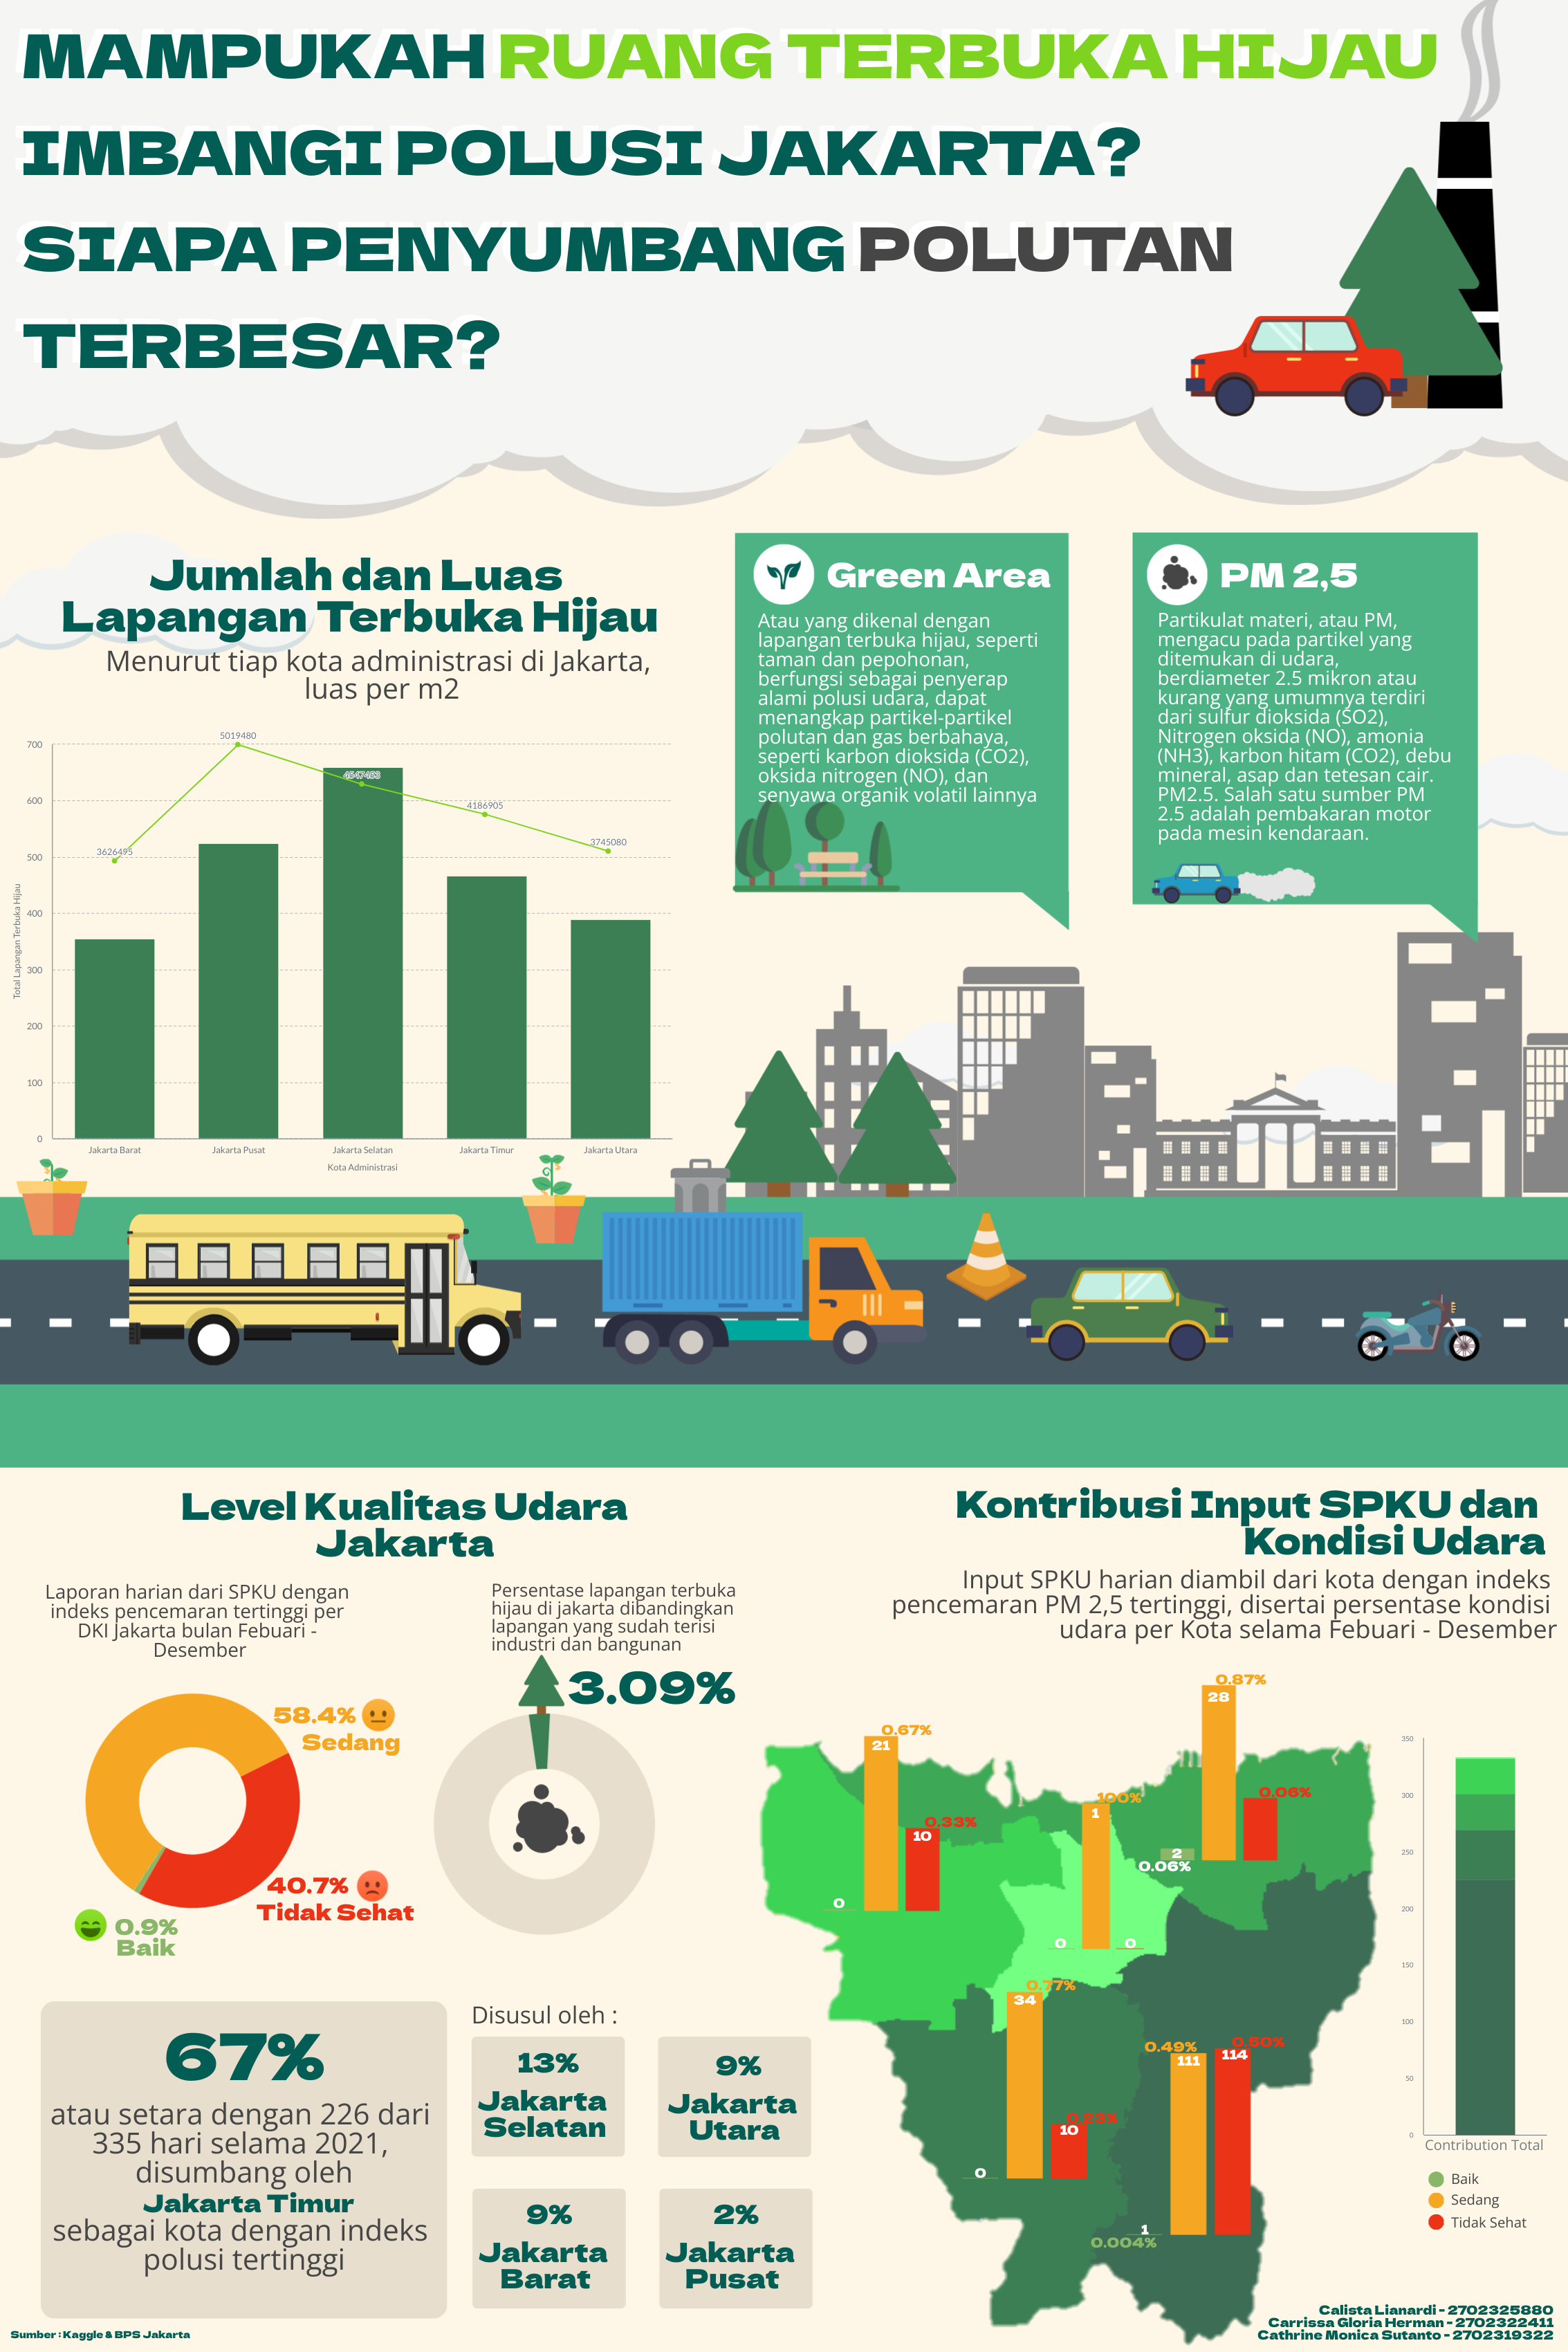 MAMPUKAH RUANG TERBUKA HIJAU
IMBANGI POLUSI JAKARTA?
SIAPA PENYUMBANG POLUTAN
TERBESAR?
Jumlah dan Luas
Lapangan Terbuka Hijau
Menurut tiap kota administrasi di Jakarta,
luas per m2
Total Lapangan Terbuka Hijau
700
600
500
400
300
200
100
0
3626495
5019480
4186905
3745080
Jakarta Barat
Jakarta Pusat
Jakarta Selatan
Jakarta Timur
Jakarta Utara
Kota Administrasi
Green Area
Atau yang dikenal dengan
lapangan terbuka hijau, seperti
taman dan pepohonan,
berfungsi sebagai penyerap
alami polusi udara, dapat
menangkap partikel-partikel
polutan dan gas berbahaya,
seperti karbon dioksida (CO2),
oksida nitrogen (NO), dan
senyawa organik volatil lainnya
PM 2,5
Partikulat materi, atau PM,
mengacu pada partikel yang
ditemukan di udara,
berdiameter 2.5 mikron atau
kurang yang umumnya terdiri
dari sulfur dioksida (SO2),
Nitrogen oksida (NO), amonia
(NH3), karbon hitam (CO2), debu
mineral, asap dan tetesan cair.
PM2.5. Salah satu sumber PM
2.5 adalah pembakaran motor
pada mesin kendaraan.
Level Kualitas Udara
Jakarta
Laporan harian dari SPKU dengan
indeks pencemaran tertinggi per
DKI Jakarta bulan Febuari -
Desember
58.4%
Sedang
40.7%
Tidak Sehat
0.9%
Baik
Persentase lapangan terbuka
hijau di jakarta dibandingkan
lapangan yang sudah terisi
industri dan bangunan
3.09%
67%
atau setara dengan 226 dari
335 hari selama 2021,
disumbang oleh
Jakarta Timur
sebagai kota dengan indeks
polusi tertinggi
Disusul oleh :
13%
Jakarta
Selatan
9%
Jakarta
Utara
9%
Jakarta
Barat
2%
Jakarta
Pusat
Kontribusi Input SPKU dan
Kondisi Udara
Input SPKU harian diambil dari kota dengan indeks
pencemaran PM 2,5 tertinggi, disertai persentase kondisi
udara per Kota selama Febuari - Desember
0.67%
21
0.33%
10
0
100%
1
0
0
0.87%
28
0.06%
2
0.06%
0.77%
34
0.23%
10
0
0.49%
111
0.50%
114
1
0.004%
350
300
250
200
150
100
50
0
Contribution Total
Baik
Sedang
Tidak Sehat
Sumber : Kaggle & BPS Jakarta
Calista Lianardi - 2702325880
Carrissa Gloria Herman - 2702322411
Cathrine Monica Sutanto - 2702319322